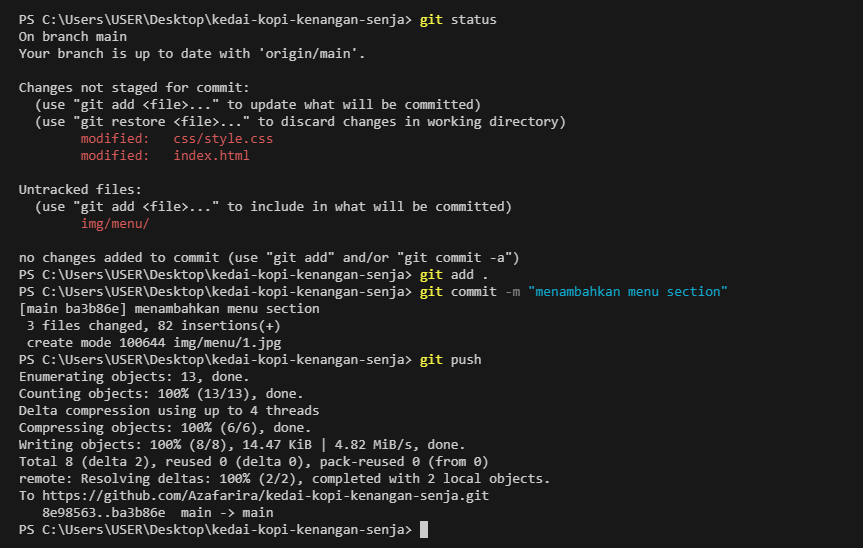 PS C:\Users\USER\Desktop\kedai-kopi-kenangan-senja> git status
On branch main
Your branch is up to date with 'origin/main'.

Changes not staged for commit:
  (use "git add <file>..." to update what will be committed)
  (use "git restore <file>..." to discard changes in working directory)
        modified:   css/style.css
        modified:   index.html

Untracked files:
  (use "git add <file>..." to include in what will be committed)
        img/menu/

no changes added to commit (use "git add" and/or "git commit -a")
PS C:\Users\USER\Desktop\kedai-kopi-kenangan-senja> git add .
PS C:\Users\USER\Desktop\kedai-kopi-kenangan-senja> git commit -m "menambahkan menu section"
[main ba3b86e] menambahkan menu section
 3 files changed, 82 insertions(+)
 create mode 100644 img/menu/1.jpg
PS C:\Users\USER\Desktop\kedai-kopi-kenangan-senja> git push
Enumerating objects: 13, done.
Counting objects: 100% (13/13), done.
Delta compression using up to 4 threads
Compressing objects: 100% (6/6), done.
Writing objects: 100% (8/8), 14.47 KiB | 4.82 MiB/s, done.
Total 8 (delta 2), reused 0 (delta 0), pack-reused 0 (from 0)
remote: Resolving deltas: 100% (2/2), completed with 2 local objects.
To https://github.com/Azafarira/kedai-kopi-kenangan-senja.git
   8e98563..ba3b86e  main -> main
PS C:\Users\USER\Desktop\kedai-kopi-kenangan-senja>